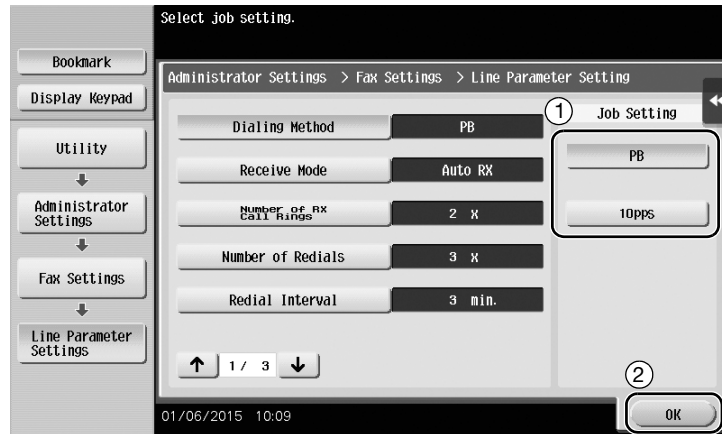 Select job setting.
Bookmark
Display Keypad
Utility
Administrator
Settings
Fax Settings
Line Parameter
Settings
Administrator Settings > Fax Settings > Line Parameter Setting
Dialing Method
PB
Receive Mode
Auto RX
Number of RX
Call Rings
2 X
Number of Redials
3 X
Redial Interval
3 min.
1/ 3
1
Job Setting
PB
10pps
2
OK
01/06/2015 10:09